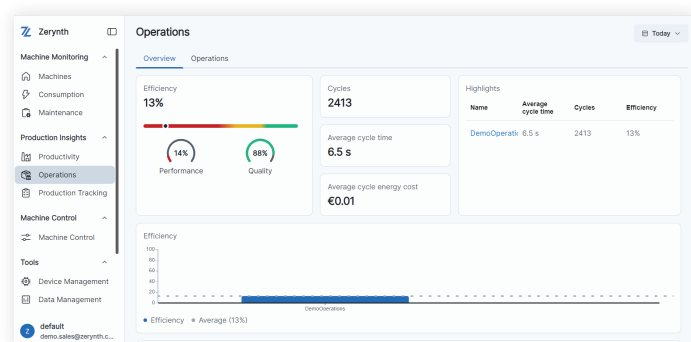 Zerynth
Machine Monitoring
Machines
Consumption
Maintenance
Production Insights
Productivity
Operations
Production Tracking
Machine Control
Machine Control
Tools
Device Management
Data Management
Z
default
demo.sales@zerynth.c...
Operations
Today
Overview Operations
Efficiency
13%
14%
Performance
88%
Quality
Cycles
2413
Average cycle time
6.5 s
Average cycle energy cost
€0.01
Highlights
Name Average cycle time Cycles Efficiency
DemoOperati 6.5 s 2413 13%
Efficiency
100
80
60
40
20
0
DemoOperations
Efficiency Average (13%)